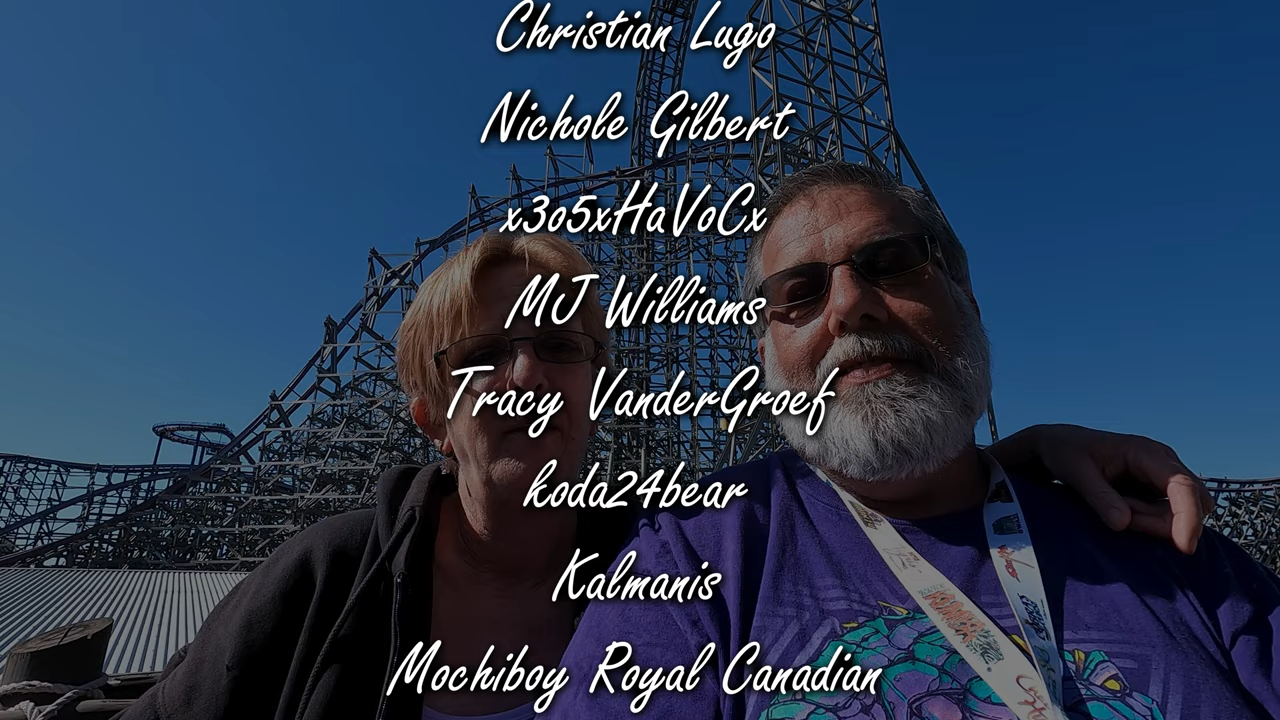 Christian Lugo
Nichole Gilbert
x3o5xHaVoCx
MJ Williams
Tracy VanderGroef
koda24bear
Kalmanis
Mochiboy Royal Canadian